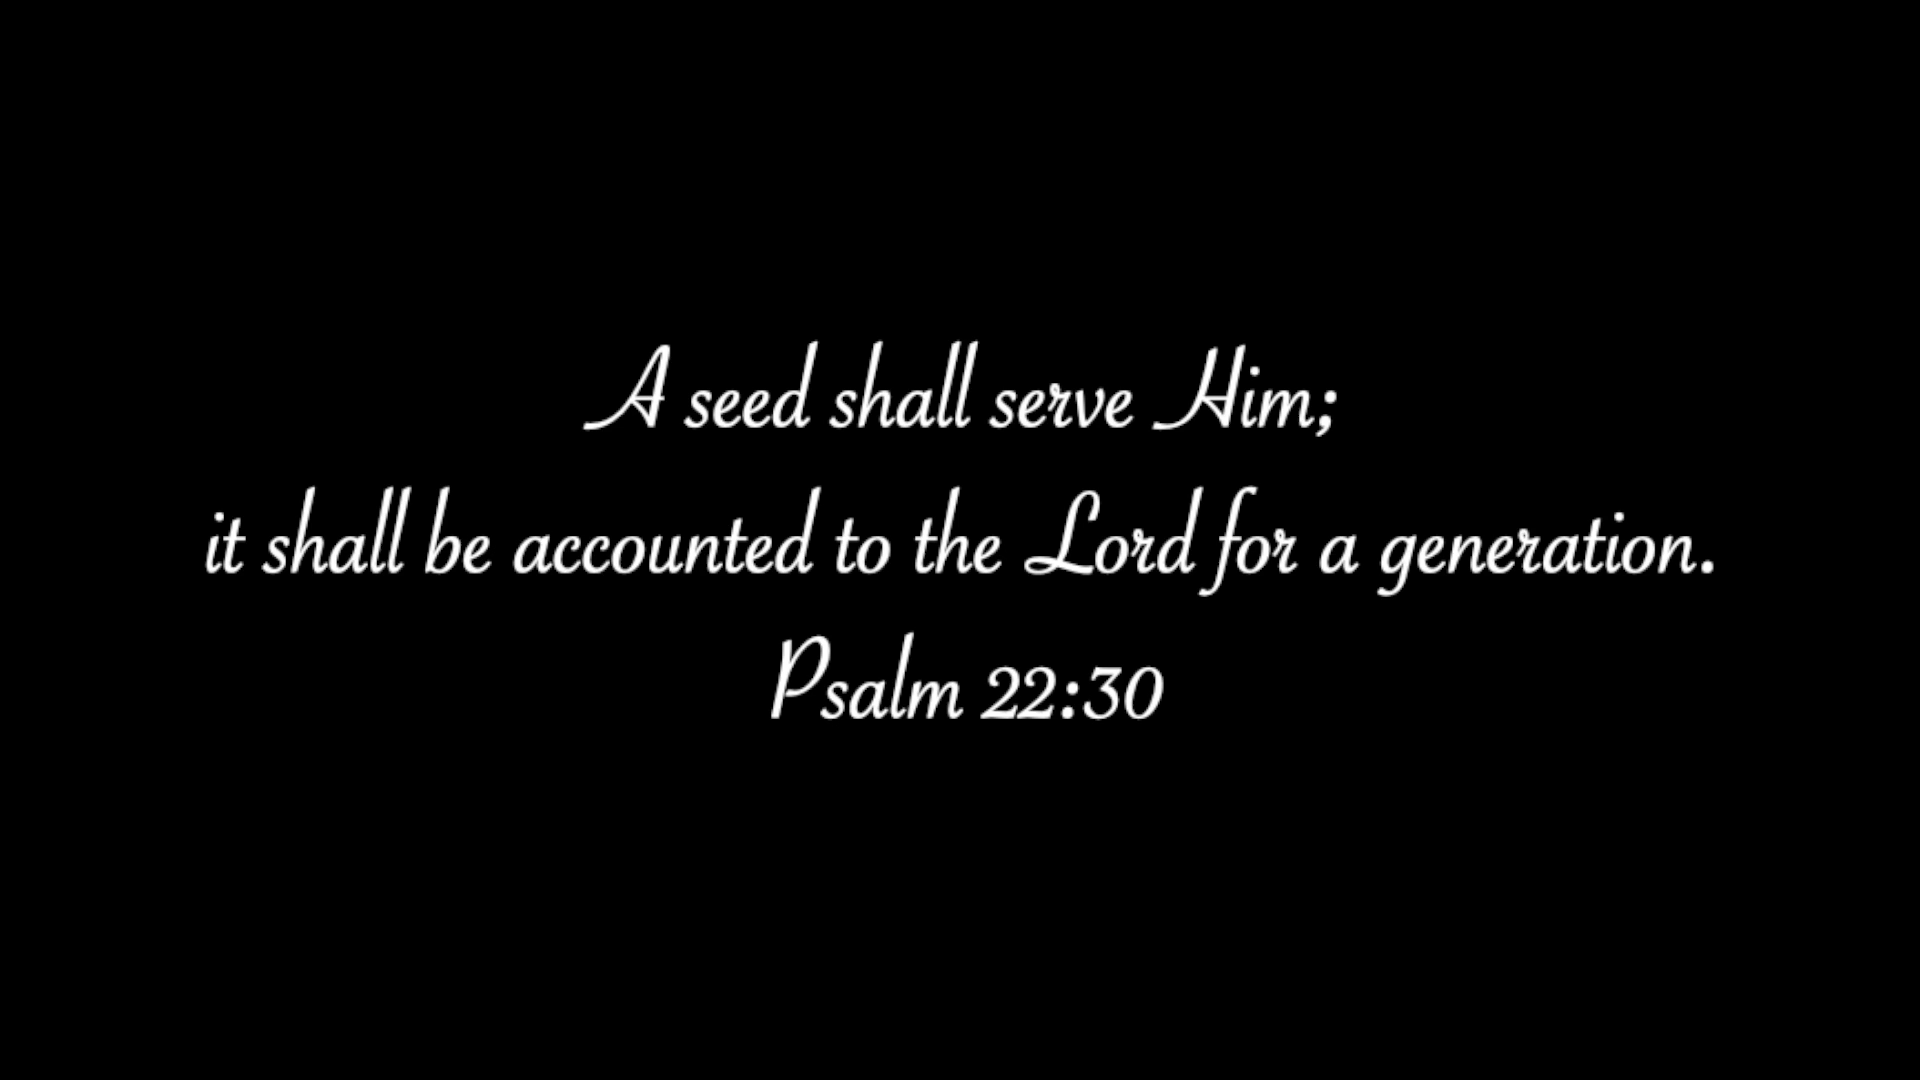 A seed shall serve Him;
it shall be accounted to the Lord for a generation.
Psalm 22:30